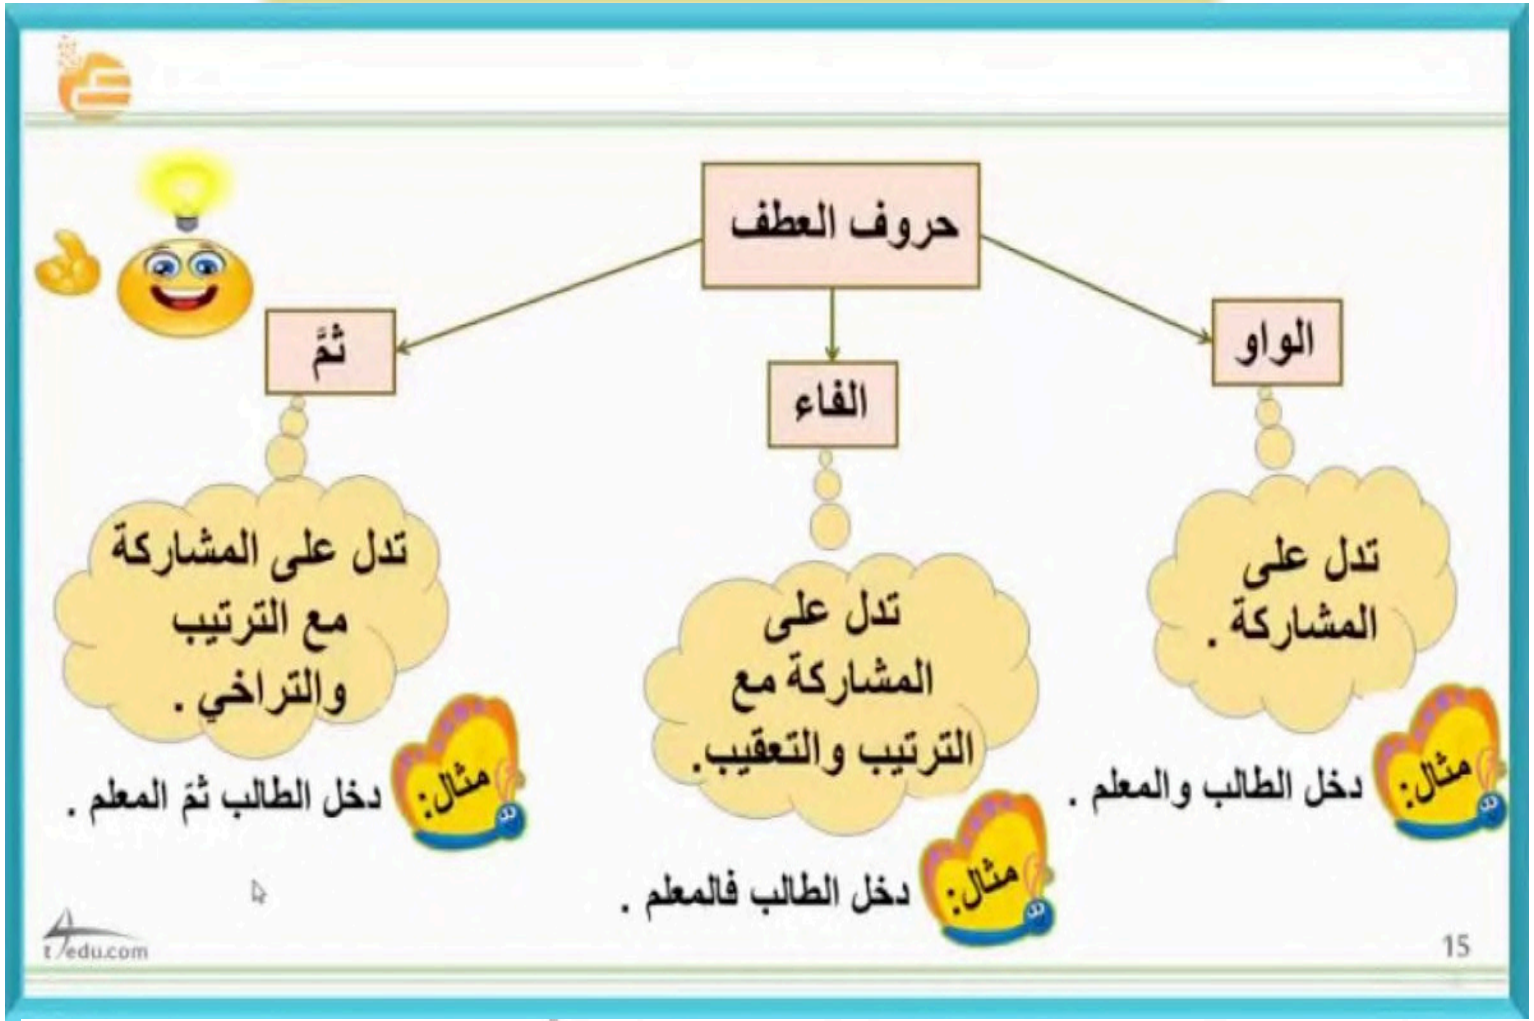 حروف العطف
الواو
الفاء
ثمَّ
تدل على
المشاركة .
مثال:
دخل الطالب والمعلم .
تدل على
المشاركة مع
الترتيب والتعقيب.
مثال:
دخل الطالب فالمعلم .
تدل على المشاركة
مع الترتيب
والتراخي .
مثال:
دخل الطالب ثمَ المعلم .
t4edu.com
15